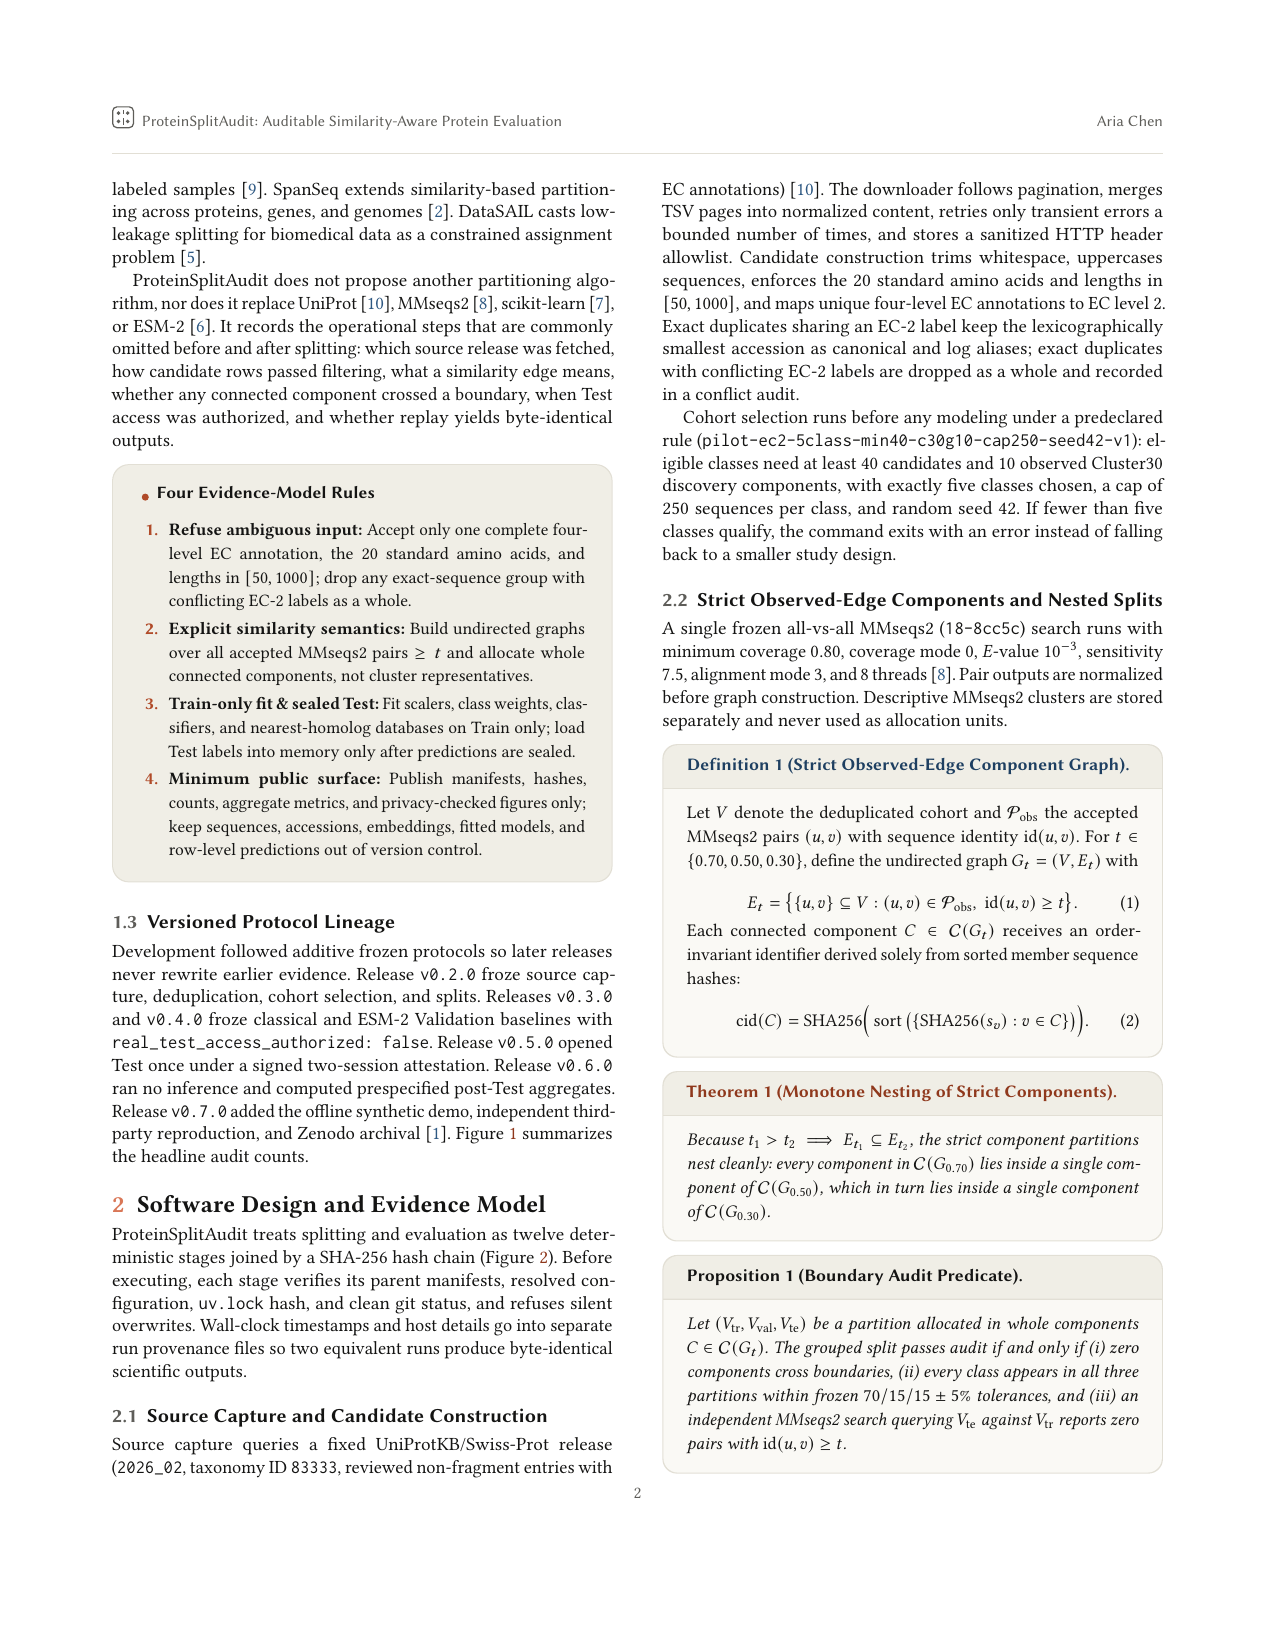 ProteinSplitAudit: Auditable Similarity-Aware Protein Evaluation
Aria Chen
labeled samples [9]. SpanSeq extends similarity-based partition-
ing across proteins, genes, and genomes [2]. DataSAIL casts low-
leakage splitting for biomedical data as a constrained assignment
problem [5].
ProteinSplitAudit does not propose another partitioning algo-
rithm, nor does it replace UniProt [10], MMseqs2 [8], scikit-learn [7],
or ESM-2 [6]. It records the operational steps that are commonly
omitted before and after splitting: which source release was fetched,
how candidate rows passed filtering, what a similarity edge means,
whether any connected component crossed a boundary, when Test
access was authorized, and whether replay yields byte-identical
outputs.
• Four Evidence-Model Rules
1. Refuse ambiguous input: Accept only one complete four-
level EC annotation, the 20 standard amino acids, and
lengths in [50, 1000]; drop any exact-sequence group with
conflicting EC-2 labels as a whole.
2. Explicit similarity semantics: Build undirected graphs
over all accepted MMseqs2 pairs ≥ t and allocate whole
connected components, not cluster representatives.
3. Train-only fit & sealed Test: Fit scalers, class weights, clas-
sifiers, and nearest-homolog databases on Train only; load
Test labels into memory only after predictions are sealed.
4. Minimum public surface: Publish manifests, hashes,
counts, aggregate metrics, and privacy-checked figures only;
keep sequences, accessions, embeddings, fitted models, and
row-level predictions out of version control.
1.3 Versioned Protocol Lineage
Development followed additive frozen protocols so later releases
never rewrite earlier evidence. Release v0.2.0 froze source cap-
ture, deduplication, cohort selection, and splits. Releases v0.3.0
and v0.4.0 froze classical and ESM-2 Validation baselines with
real_test_access_authorized: false. Release v0.5.0 opened
Test once under a signed two-session attestation. Release v0.6.0
ran no inference and computed prespecified post-Test aggregates.
Release v0.7.0 added the offline synthetic demo, independent third-
party reproduction, and Zenodo archival [1]. Figure 1 summarizes
the headline audit counts.
2 Software Design and Evidence Model
ProteinSplitAudit treats splitting and evaluation as twelve deter-
ministic stages joined by a SHA-256 hash chain (Figure 2). Before
executing, each stage verifies its parent manifests, resolved con-
figuration, uv.lock hash, and clean git status, and refuses silent
overwrites. Wall-clock timestamps and host details go into separate
run provenance files so two equivalent runs produce byte-identical
scientific outputs.
2.1 Source Capture and Candidate Construction
Source capture queries a fixed UniProtKB/Swiss-Prot release
(2026_02, taxonomy ID 83333, reviewed non-fragment entries with
EC annotations) [10]. The downloader follows pagination, merges
TSV pages into normalized content, retries only transient errors a
bounded number of times, and stores a sanitized HTTP header
allowlist. Candidate construction trims whitespace, uppercases
sequences, enforces the 20 standard amino acids and lengths in
[50, 1000], and maps unique four-level EC annotations to EC level 2.
Exact duplicates sharing an EC-2 label keep the lexicographically
smallest accession as canonical and log aliases; exact duplicates
with conflicting EC-2 labels are dropped as a whole and recorded
in a conflict audit.
Cohort selection runs before any modeling under a predeclared
rule (pilot-ec2-5class-min40-c30g10-cap250-seed42-v1): el-
igible classes need at least 40 candidates and 10 observed Cluster30
discovery components, with exactly five classes chosen, a cap of
250 sequences per class, and random seed 42. If fewer than five
classes qualify, the command exits with an error instead of falling
back to a smaller study design.
2.2 Strict Observed-Edge Components and Nested Splits
A single frozen all-vs-all MMseqs2 (18-8cc5c) search runs with
minimum coverage 0.80, coverage mode 0, E-value 10⁻³, sensitivity
7.5, alignment mode 3, and 8 threads [8]. Pair outputs are normalized
before graph construction. Descriptive MMseqs2 clusters are stored
separately and never used as allocation units.
Definition 1 (Strict Observed-Edge Component Graph).
Let V denote the deduplicated cohort and 𝒫_obs the accepted
MMseqs2 pairs (u, v) with sequence identity id(u, v). For t ∈
{0.70, 0.50, 0.30}, define the undirected graph G_t = (V, E_t) with
E_t = {{u, v} ⊆ V : (u, v) ∈ 𝒫_obs, id(u, v) ≥ t}. (1)
Each connected component C ∈ 𝒞(G_t) receives an order-
invariant identifier derived solely from sorted member sequence
hashes:
cid(C) = SHA256( sort ({SHA256(s_v) : v ∈ C})). (2)
Theorem 1 (Monotone Nesting of Strict Components).
Because t₁ > t₂ ⟹ E_t₁ ⊆ E_t₂, the strict component partitions
nest cleanly: every component in 𝒞(G_0.70) lies inside a single com-
ponent of 𝒞(G_0.50), which in turn lies inside a single component
of 𝒞(G_0.30).
Proposition 1 (Boundary Audit Predicate).
Let (V_tr, V_val, V_te) be a partition allocated in whole components
C ∈ 𝒞(G_t). The grouped split passes audit if and only if (i) zero
components cross boundaries, (ii) every class appears in all three
partitions within frozen 70/15/15 ± 5% tolerances, and (iii) an
independent MMseqs2 search querying V_te against V_tr reports zero
pairs with id(u, v) ≥ t.
2